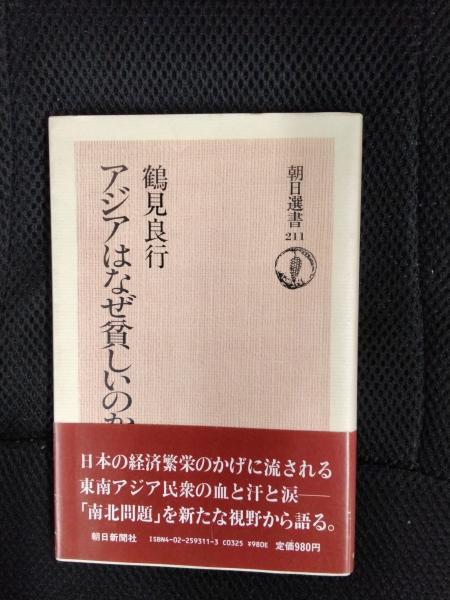 朝日選書
211
鶴見良行
アジアはなぜ貧しいのか
日本の経済繁栄のかげに流される
東南アジア民衆の血と汗と涙──
「南北問題」を新たな視野から語る。
朝日新聞社 ISBN4-02-259311-3 C0325 ¥980E 定価980円